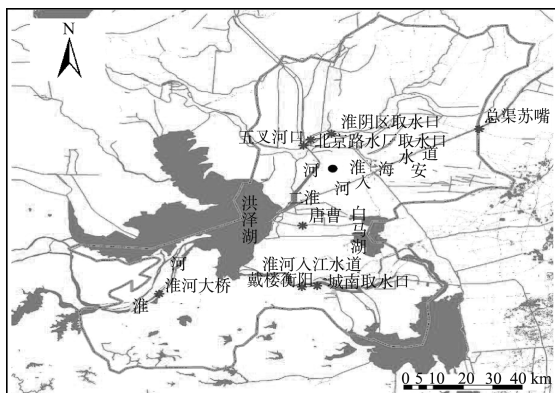 N
总渠苏嘴
淮阴区取水口
五叉河口
北京路水厂取水口
水道
河
淮
海安
入
河
二淮
唐曹
洪泽湖
白马湖
河
淮
淮河大桥
淮河入江水道
戴楼衡阳
城南取水口
0 5 10 20 30 40 km